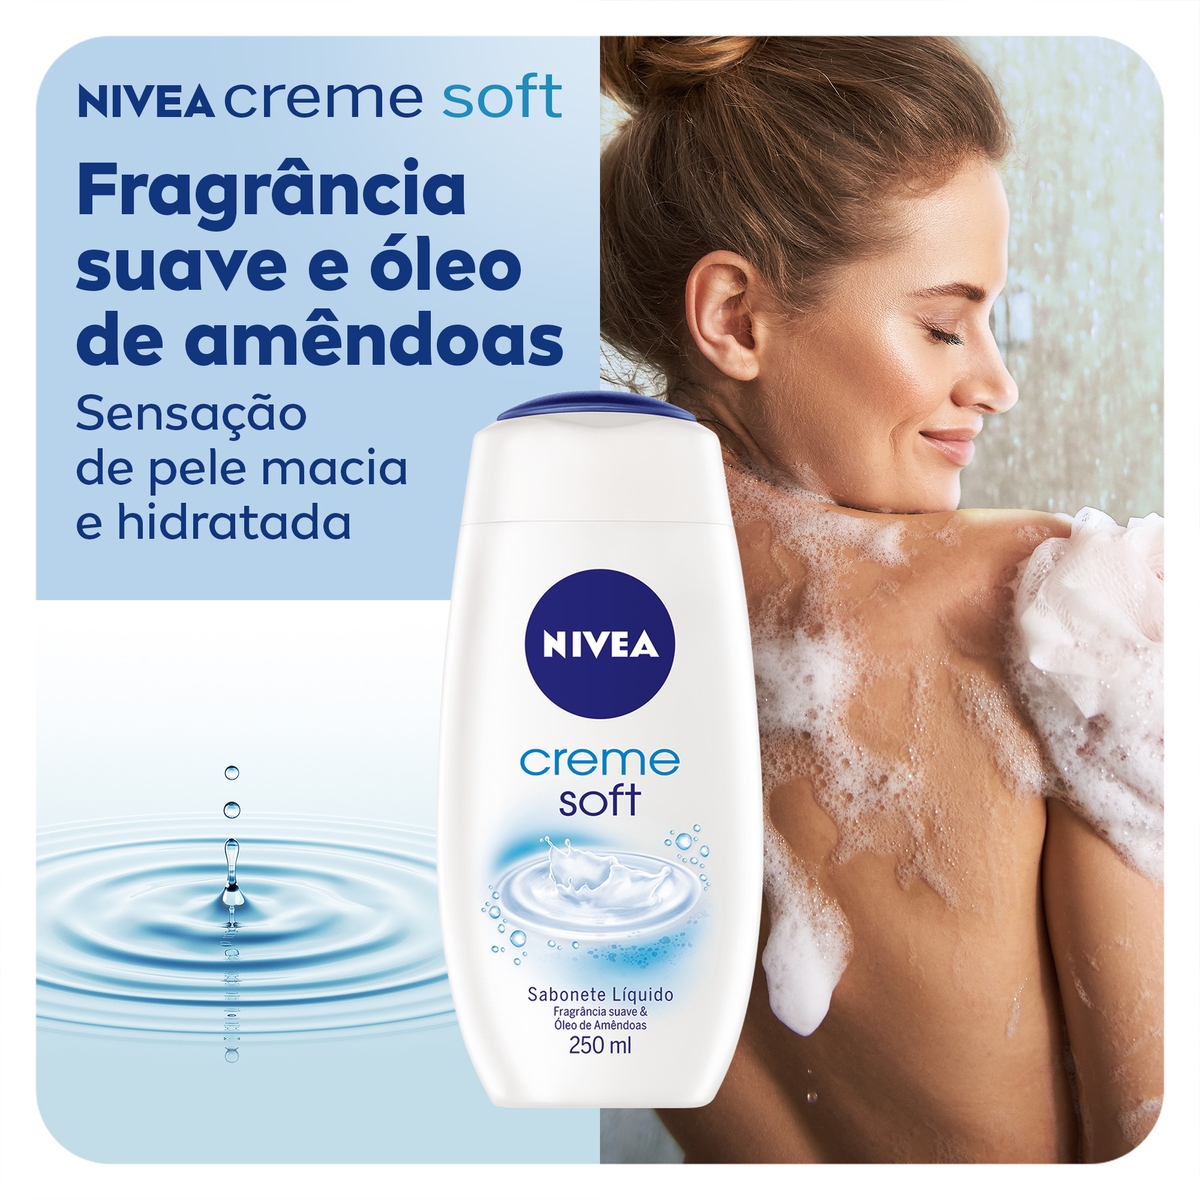 NIVEA creme soft
Fragrância
suave e óleo
de amêndoas
Sensação
de pele macia
e hidratada
NIVEA
creme
soft
Sabonete Líquido
Fragrância suave &
Óleo de Amêndoas
250 ml